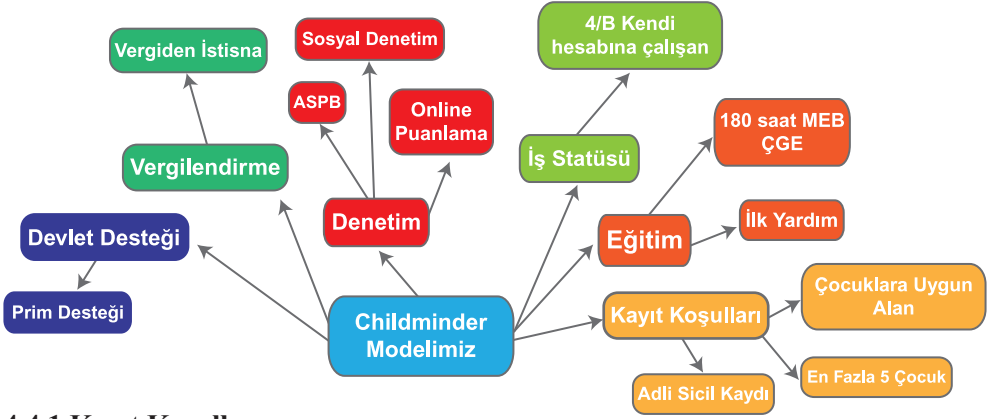 4/B Kendi
hesabına çalışan
Sosyal Denetim
Vergiden İstisna
ASPB
Online
Puanlama
180 saat MEB
ÇGE
Vergilendirme
İş Statüsü
Denetim
İlk Yardım
Devlet Desteği
Eğitim
Prim Desteği
Childminder
Modelimiz
Kayıt Koşulları
Çocuklara Uygun
Alan
En Fazla 5 Çocuk
Adli Sicil Kaydı